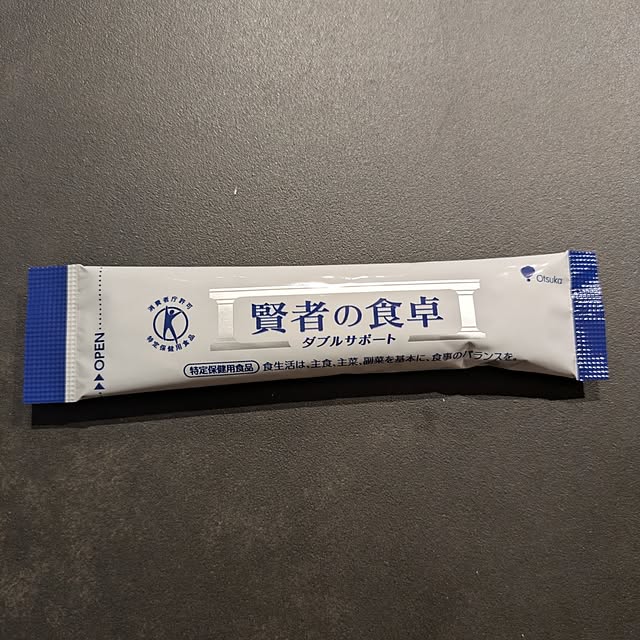 消費者庁許可
特定保健用食品
OPEN
賢者の食卓
ダブルサポート
特定保健用食品 食生活は、主食、主菜、副菜を基本に、食事のバランスを。
Otsuka